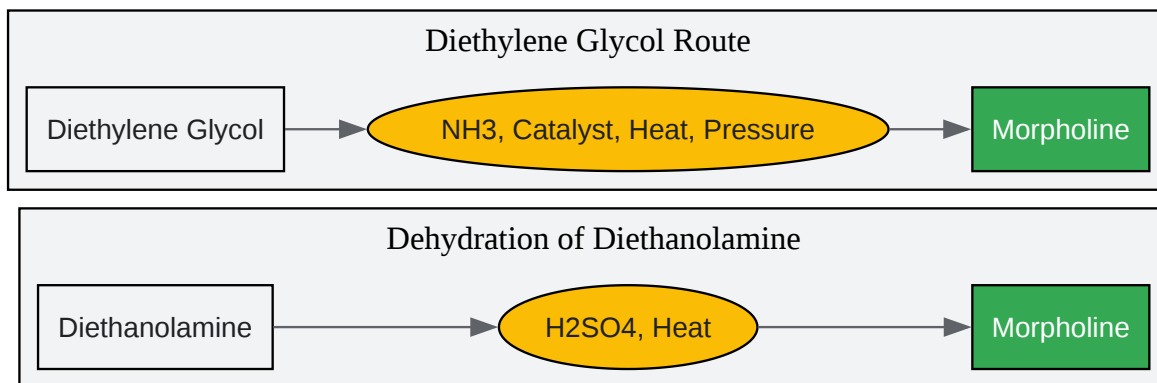 Diethylene Glycol Route
Diethylene Glycol
NH3, Catalyst, Heat, Pressure
Morpholine
Dehydration of Diethanolamine
Diethanolamine
H2SO4, Heat
Morpholine